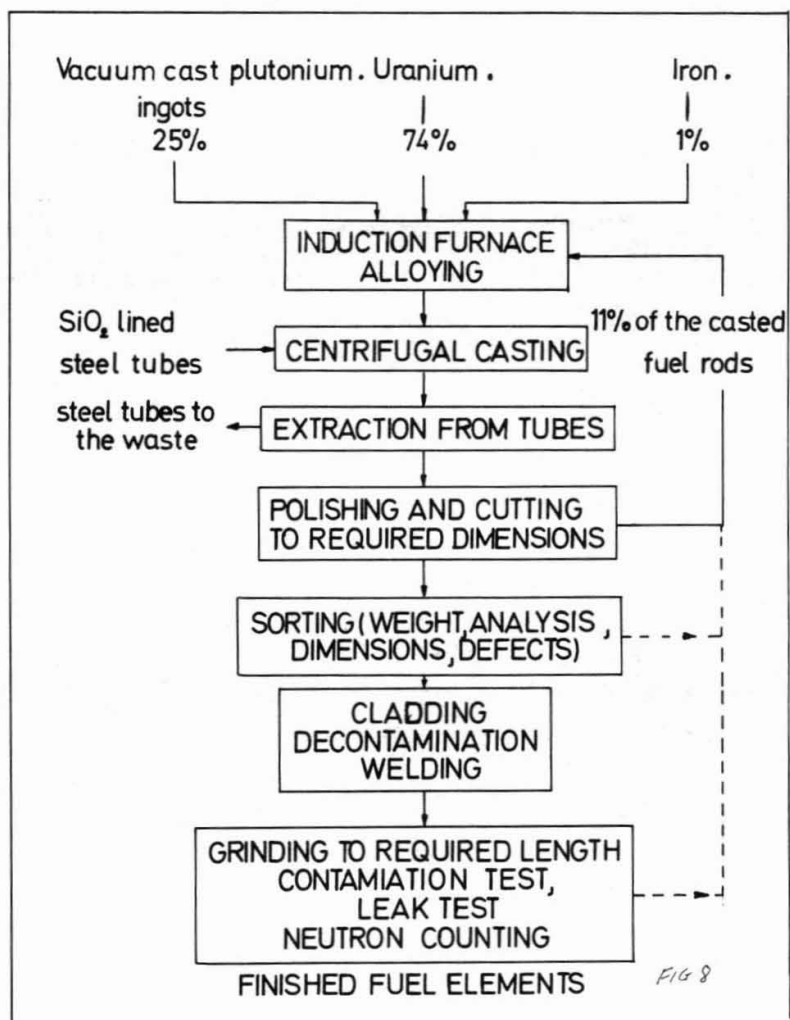 Vacuum cast plutonium. Uranium. Iron.
ingots
25% 74% 1%
INDUCTION FURNACE
ALLOYING
SiO₂ lined
steel tubes
11% of the casted
fuel rods
CENTRIFUGAL CASTING
steel tubes to
the waste
EXTRACTION FROM TUBES
POLISHING AND CUTTING
TO REQUIRED DIMENSIONS
SORTING (WEIGHT, ANALYSIS,
DIMENSIONS, DEFECTS)
CLADDING
DECONTAMINATION
WELDING
GRINDING TO REQUIRED LENGTH
CONTAMIATION TEST,
LEAK TEST
NEUTRON COUNTING
FINISHED FUEL ELEMENTS
FIG 8